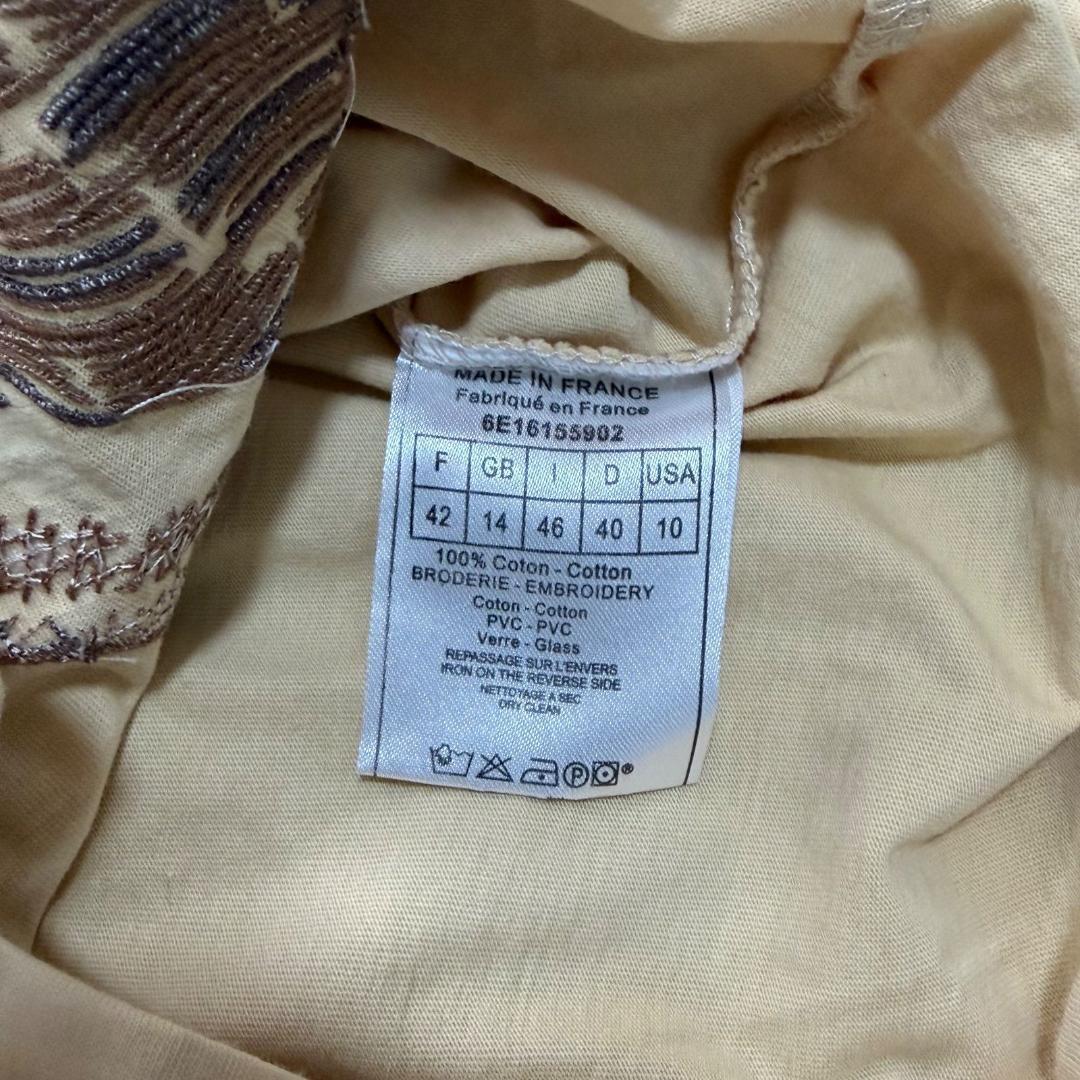 MADE IN FRANCE
Fabriqué en France
6E16155902
F GB I D USA
42 14 46 40 10
100% Coton - Cotton
BRODERIE - EMBROIDERY
Coton - Cotton
PVC - PVC
Verre - Glass
REPASSAGE SUR L'ENVERS
IRON ON THE REVERSE SIDE
NETTOYAGE A SEC
DRY CLEAN
P ®